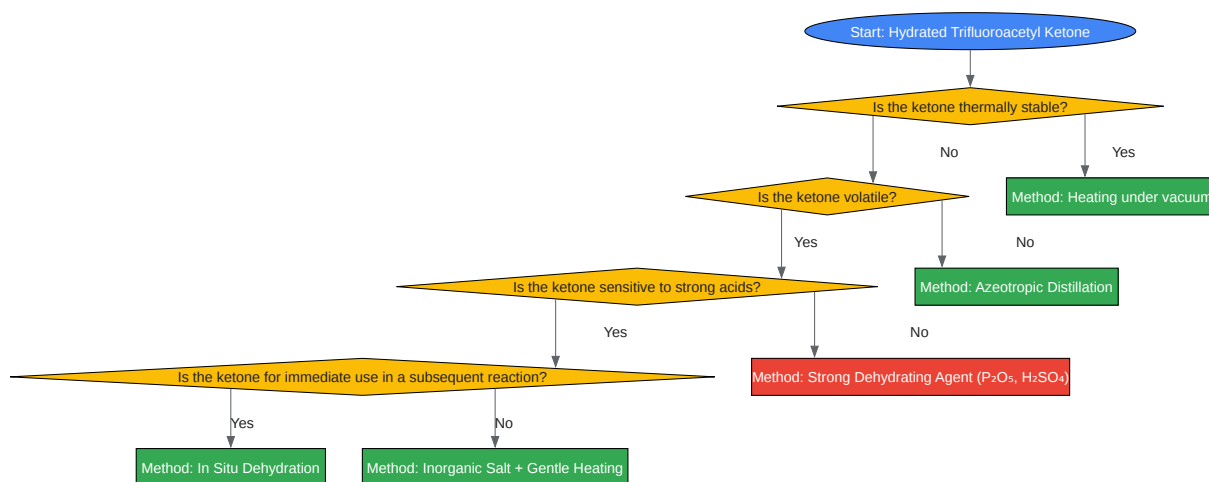 Start: Hydrated Trifluoroacetyl Ketone
Is the ketone thermally stable?
No
Yes
Is the ketone volatile?
Method: Heating under vacuum
Yes
No
Is the ketone sensitive to strong acids?
Method: Azeotropic Distillation
Yes
No
Is the ketone for immediate use in a subsequent reaction?
Method: Strong Dehydrating Agent (P₂O₅, H₂SO₄)
Yes
No
Method: In Situ Dehydration
Method: Inorganic Salt + Gentle Heating